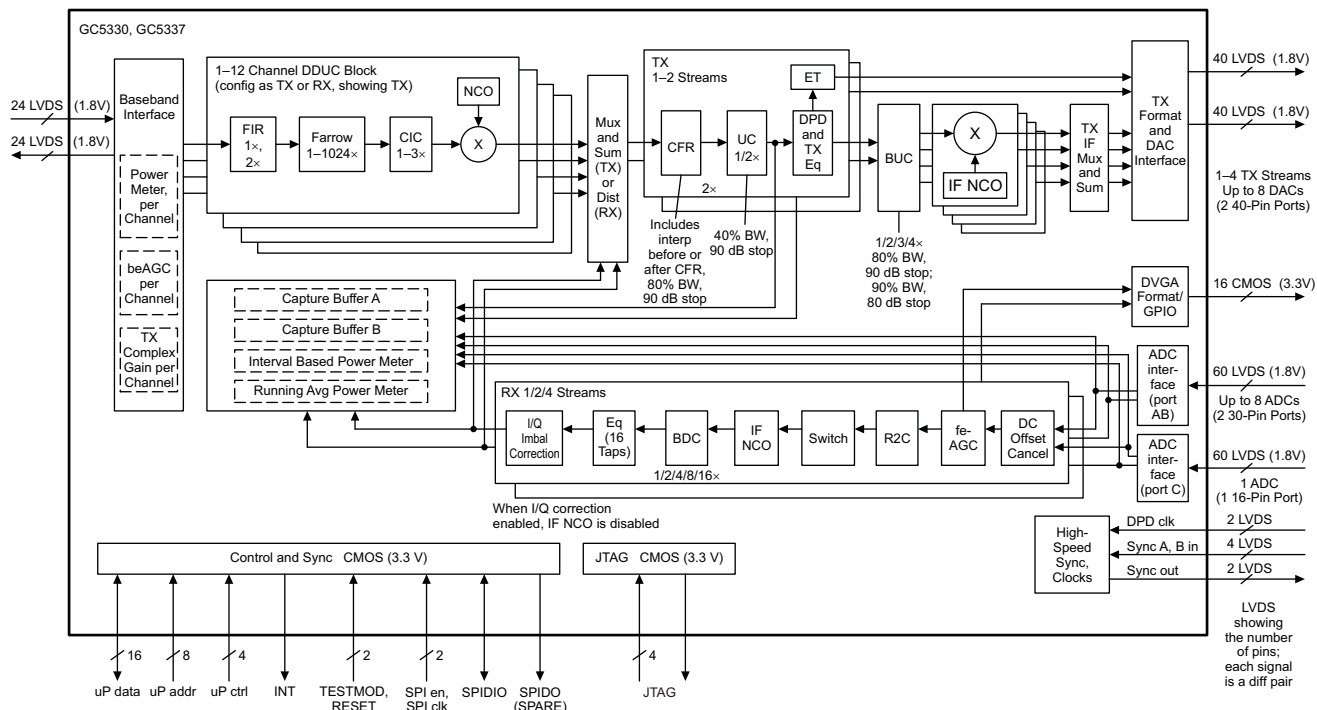 GC5330, GC5337
24 LVDS (1.8V)
24 LVDS (1.8V)
Baseband
Interface
Power
Meter,
per
Channel
beAGC
per
Channel
TX
Complex
Gain per
Channel
1–12 Channel DDUC Block
(config as TX or RX, showing TX)
FIR
1×,
2×
Farrow
1–1024×
CIC
1–3×
NCO
X
Mux
and
Sum
(TX)
or
Dist
(RX)
TX
1–2 Streams
CFR
UC
1/2×
ET
DPD
and
TX
Eq
2×
Includes
interp
before or
after CFR,
80% BW,
90 dB stop
40% BW,
90 dB stop
BUC
1/2/3/4×
80% BW,
90 dB stop;
90% BW,
80 dB stop
X
IF NCO
TX
IF
Mux
and
Sum
TX
Format
and
DAC
Interface
40 LVDS (1.8V)
40 LVDS (1.8V)
1–4 TX Streams
Up to 8 DACs
(2 40-Pin Ports)
Capture Buffer A
Capture Buffer B
Interval Based Power Meter
Running Avg Power Meter
DVGA
Format/
GPIO
16 CMOS (3.3V)
RX 1/2/4 Streams
I/Q
Imbal
Correction
Eq
(16
Taps)
BDC
IF
NCO
Switch
R2C
fe-
AGC
DC
Offset
Cancel
1/2/4/8/16×
When I/Q correction
enabled, IF NCO is disabled
ADC
inter-
face
(port
AB)
60 LVDS (1.8V)
Up to 8 ADCs
(2 30-Pin Ports)
ADC
inter-
face
(port C)
60 LVDS (1.8V)
1 ADC
(1 16-Pin Port)
High-
Speed
Sync,
Clocks
DPD clk
2 LVDS
Sync A, B in
4 LVDS
Sync out
2 LVDS
LVDS
showing
the number
of pins;
each signal
is a diff pair
Control and Sync CMOS (3.3 V)
JTAG CMOS (3.3 V)
16
8
4
2
2
4
uP data
uP addr
uP ctrl
INT
TESTMOD,
RESET
SPI en,
SPI clk
SPIDIO
SPIDO
(SPARE)
JTAG